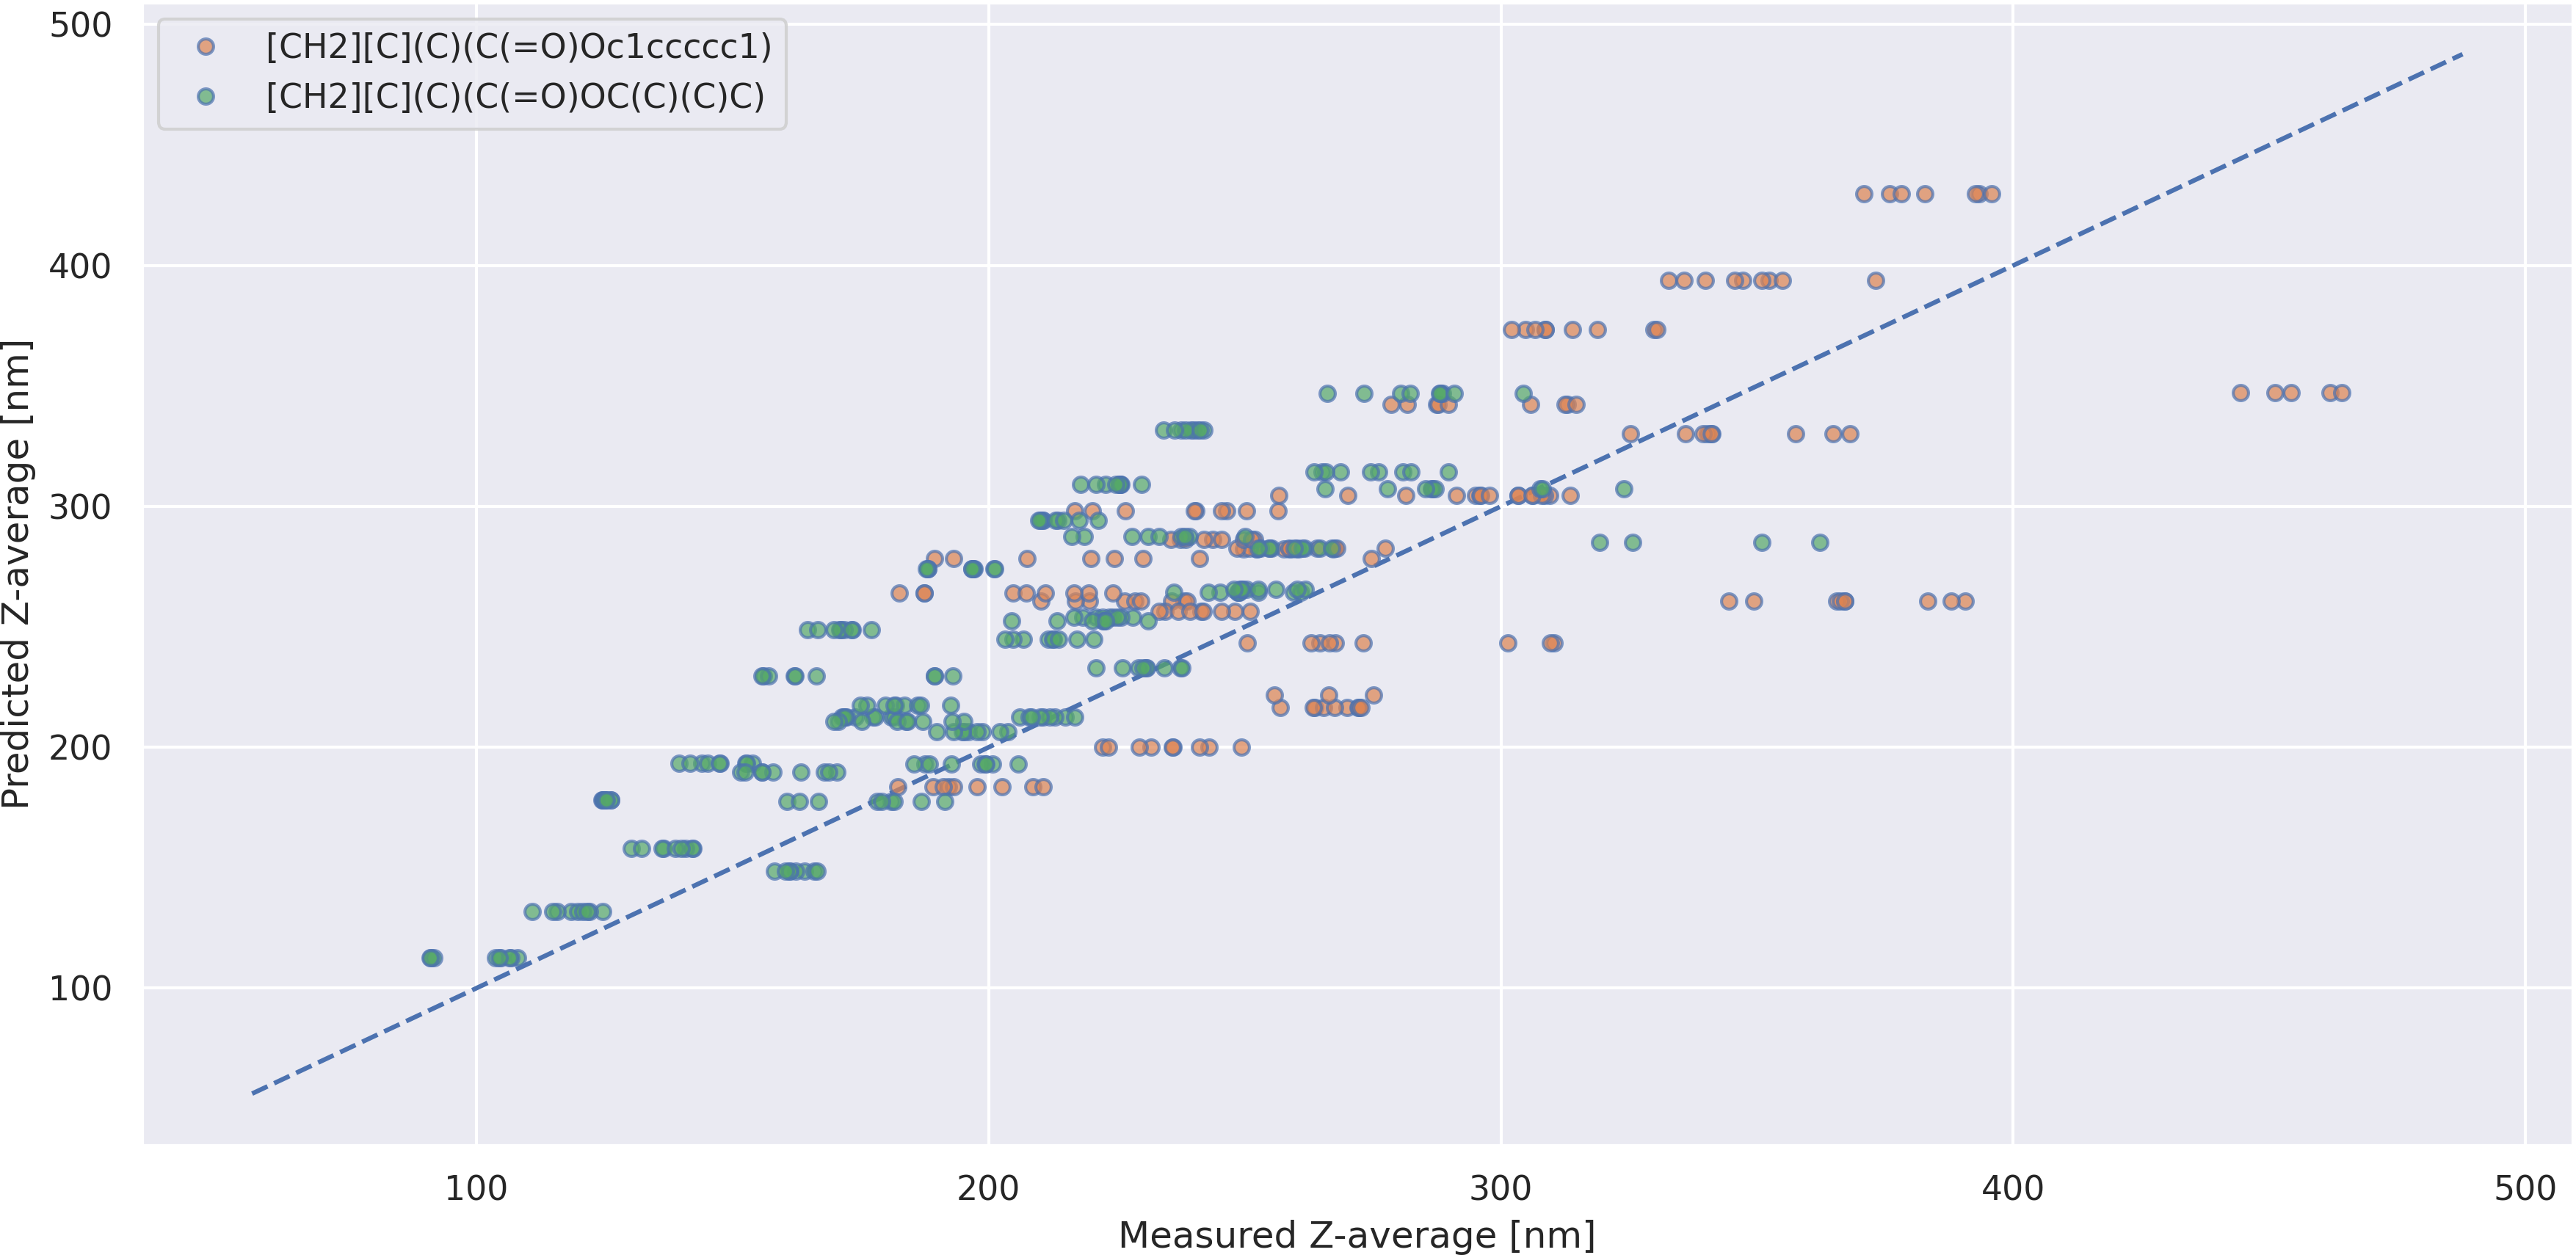 [CH2][C](C)(C(=O)Oc1ccccc1)
[CH2][C](C)(C(=O)OC(C)(C)C)
500
400
300
200
100
Predicted Z-average [nm]
100 200 300 400 500
Measured Z-average [nm]